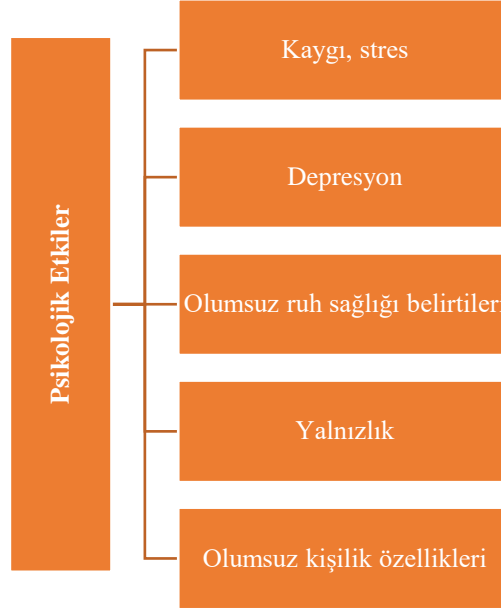 Psikolojik Etkiler
Kaygı, stres
Depresyon
Olumsuz ruh sağlığı belirtileri
Yalnızlık
Olumsuz kişilik özellikleri